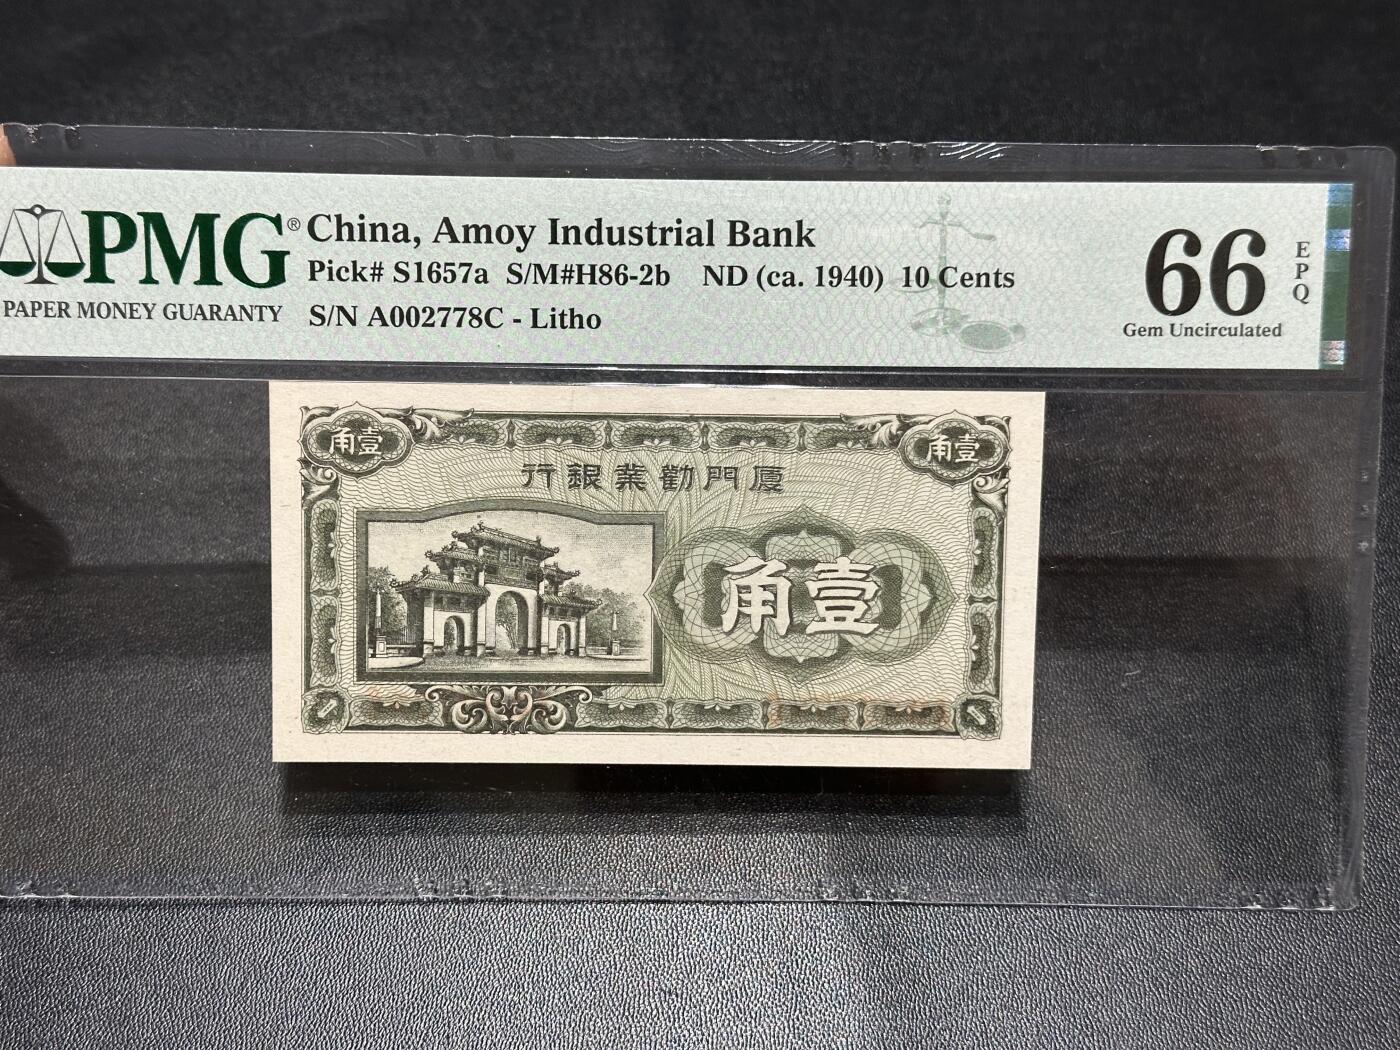 PMG®
PAPER MONEY GUARANTY
China, Amoy Industrial Bank
Pick# S1657a S/M#H86-2b ND (ca. 1940) 10 Cents
S/N A002778C - Litho
66
EPQ
Gem Uncirculated
角壹
角壹
行銀業勸門厦
角壹